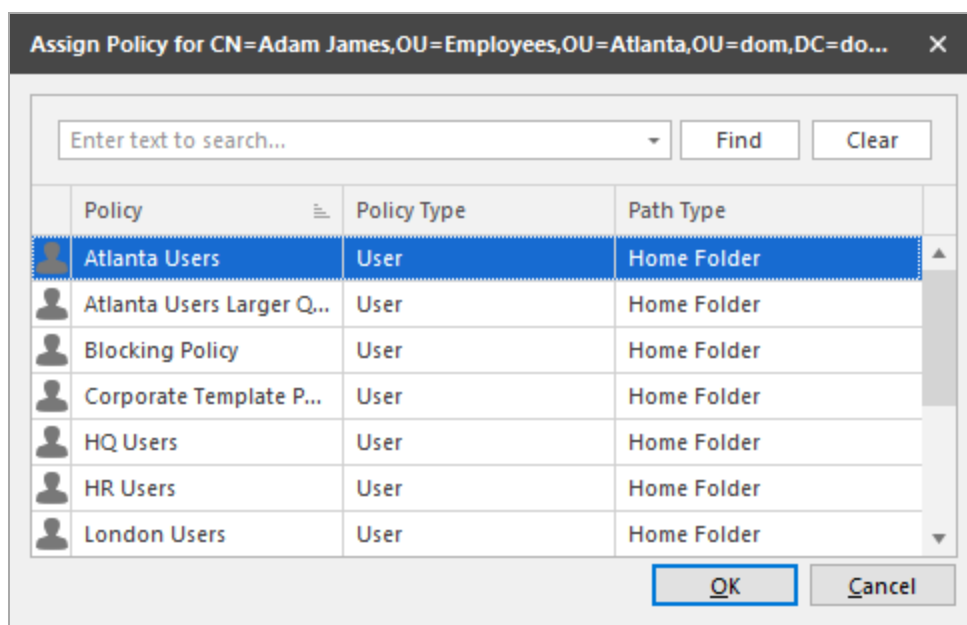 Assign Policy for CN=Adam James,OU=Employees,OU=Atlanta,OU=dom,DC=do...
Enter text to search...
Find
Clear
Policy Policy Type Path Type
Atlanta Users User Home Folder
Atlanta Users Larger Q... User Home Folder
Blocking Policy User Home Folder
Corporate Template P... User Home Folder
HQ Users User Home Folder
HR Users User Home Folder
London Users User Home Folder
OK
Cancel